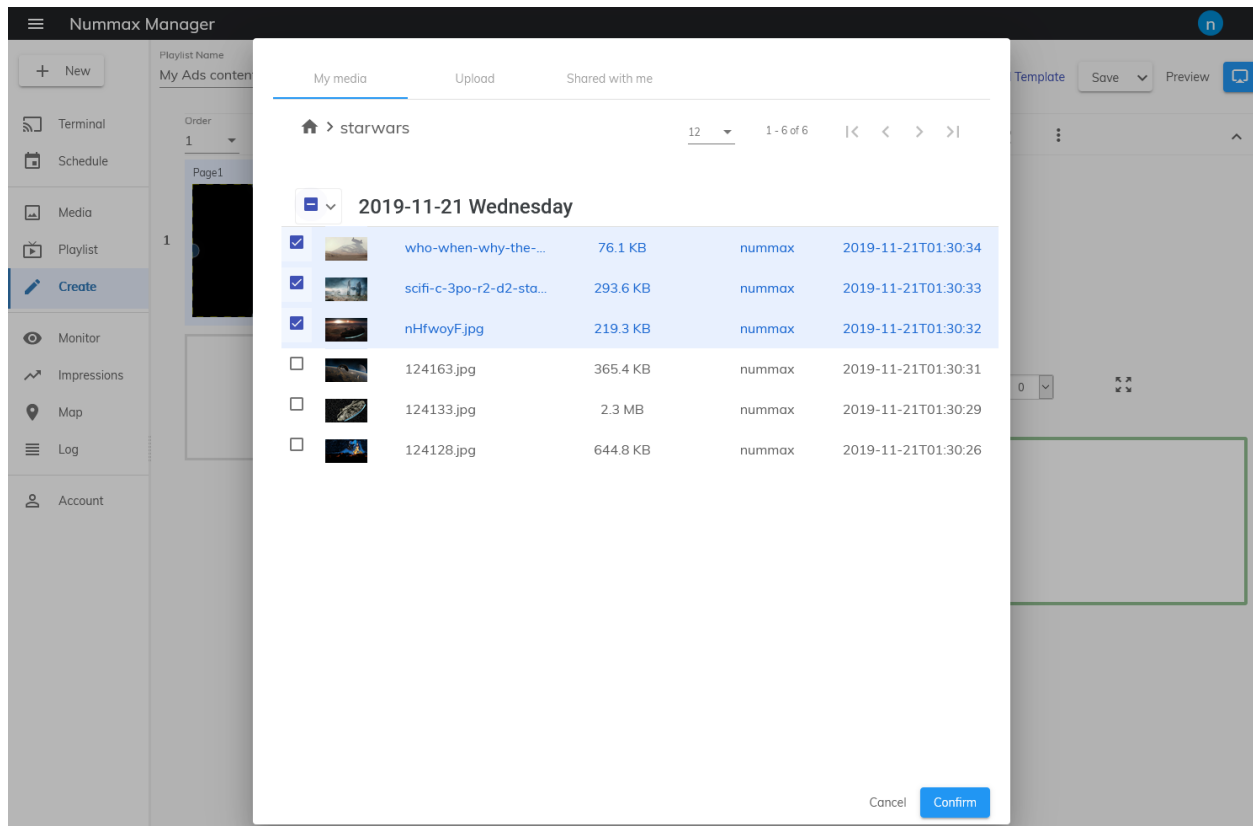 Nummax Manager
n
New
Terminal
Schedule
Media
Playlist
Create
Monitor
Impressions
Map
Log
Account
Playlist Name
My Ads conten
Order
1
Page1
1
Template
Save
Preview
0
My media Upload Shared with me
starwars
12 1 - 6 of 6
2019-11-21 Wednesday
who-when-why-the-... 76.1 KB nummax 2019-11-21T01:30:34
scifi-c-3po-r2-d2-sta... 293.6 KB nummax 2019-11-21T01:30:33
nHfwoyF.jpg 219.3 KB nummax 2019-11-21T01:30:32
124163.jpg 365.4 KB nummax 2019-11-21T01:30:31
124133.jpg 2.3 MB nummax 2019-11-21T01:30:29
124128.jpg 644.8 KB nummax 2019-11-21T01:30:26
Cancel Confirm